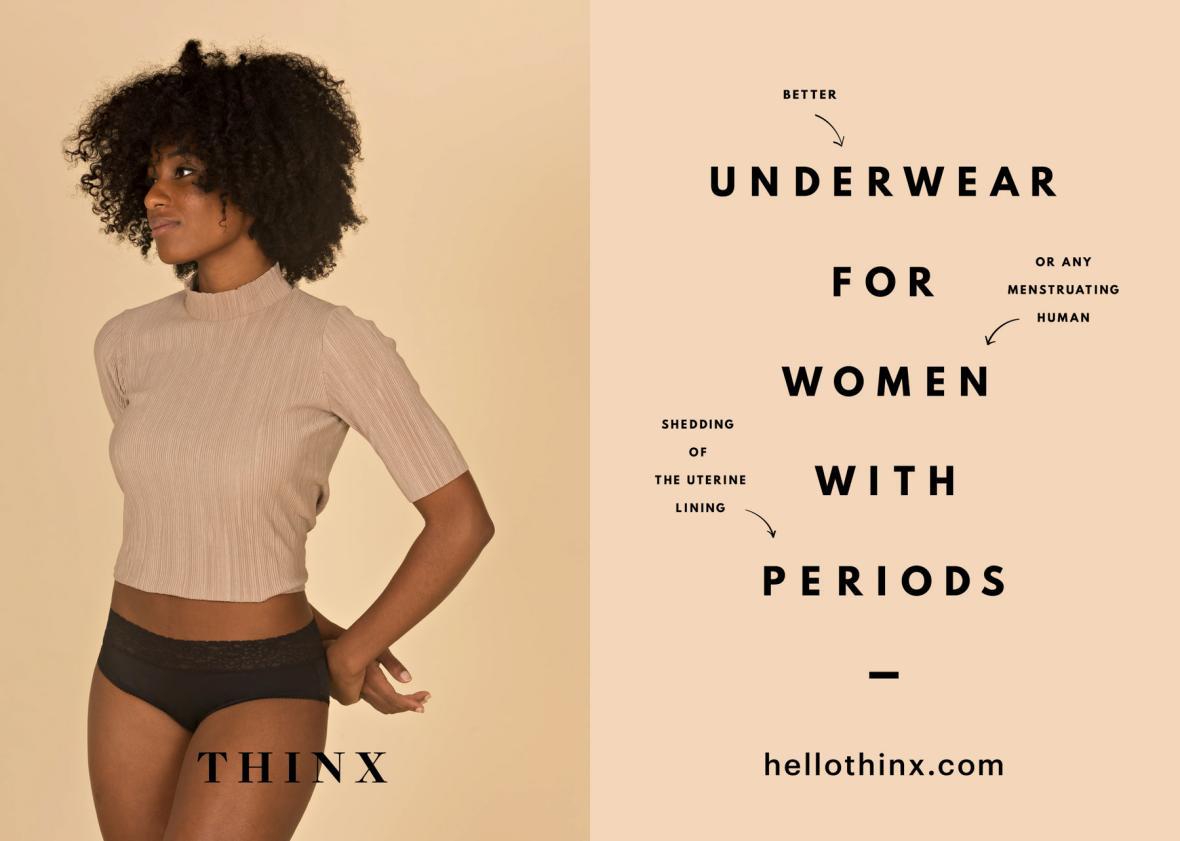 THINX
BETTER
UNDERWEAR
FOR
OR ANY
MENSTRUATING
HUMAN
WOMEN
SHEDDING
OF
THE UTERINE
LINING
WITH
PERIODS
hellothinx.com